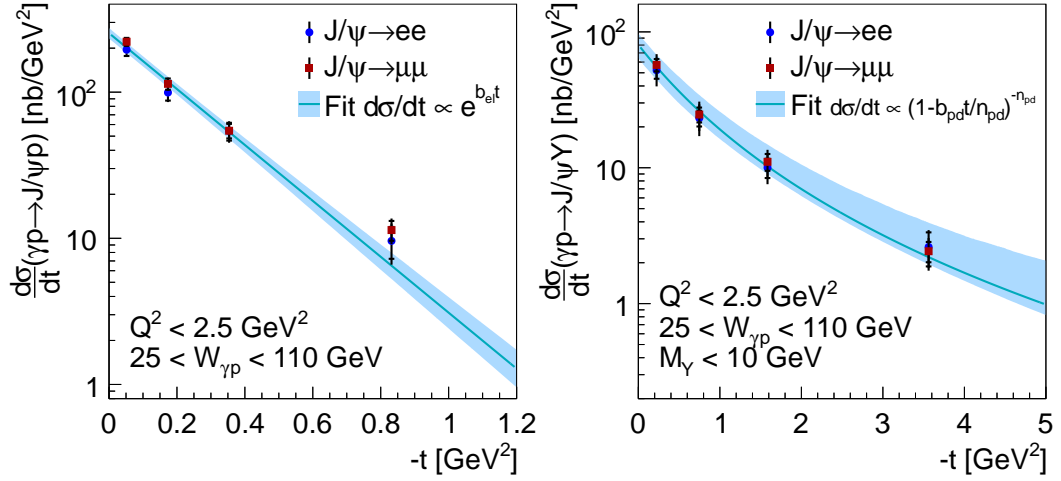 dσ/dt(γp→J/ψp) [nb/GeV²]
J/ψ→ee
J/ψ→μμ
Fit dσ/dt ∝ e^{b_{el}t}
10²
10
1
Q² < 2.5 GeV²
25 < W_{γp} < 110 GeV
0 0.2 0.4 0.6 0.8 1 1.2
-t [GeV²]
dσ/dt(γp→J/ψY) [nb/GeV²]
J/ψ→ee
J/ψ→μμ
Fit dσ/dt ∝ (1-b_{pd}t/n_{pd})^{-n_{pd}}
10²
10
1
Q² < 2.5 GeV²
25 < W_{γp} < 110 GeV
M_Y < 10 GeV
0 1 2 3 4 5
-t [GeV²]